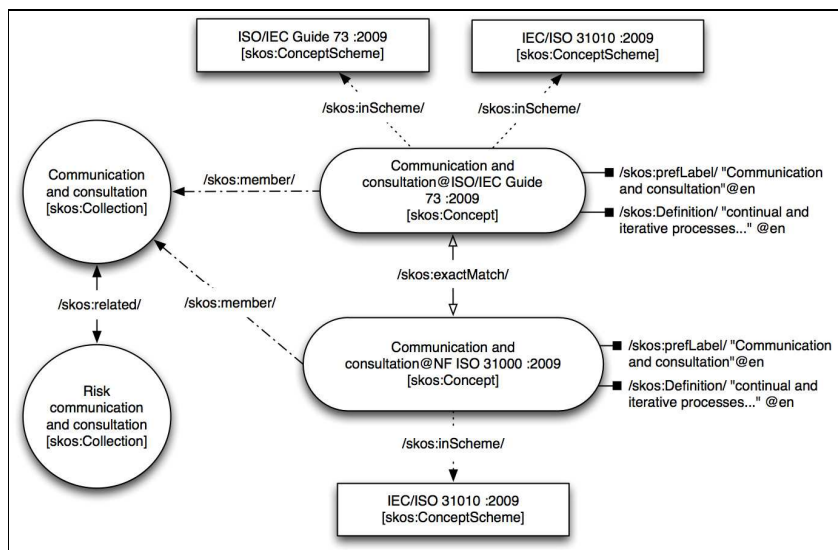 ISO/IEC Guide 73 :2009
[skos:ConceptScheme]
IEC/ISO 31010 :2009
[skos:ConceptScheme]
/skos:inScheme/
/skos:inScheme/
Communication
and consultation
[skos:Collection]
/skos:member/
Communication and
consultation@ISO/IEC Guide
73 :2009
[skos:Concept]
/skos:prefLabel/ "Communication
and consultation"@en
/skos:Definition/ "continual and
iterative processes..." @en
/skos:related/
/skos:member/
/skos:exactMatch/
Risk
communication
and consultation
[skos:Collection]
Communication and
consultation@NF ISO 31000 :2009
[skos:Concept]
/skos:prefLabel/ "Communication
and consultation"@en
/skos:Definition/ "continual and
iterative processes..." @en
/skos:inScheme/
IEC/ISO 31010 :2009
[skos:ConceptScheme]